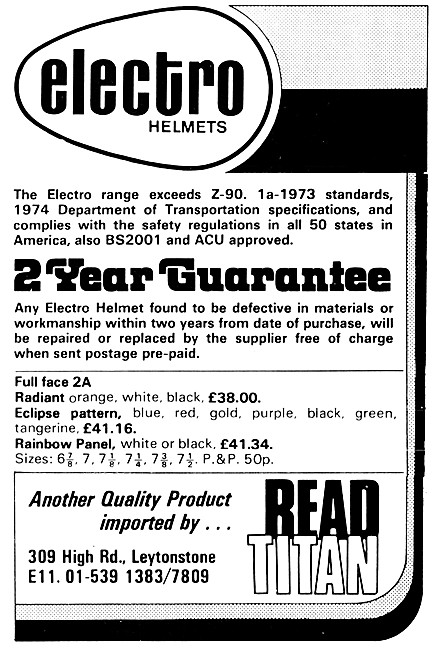 electro
HELMETS
The Electro range exceeds Z-90. 1a-1973 standards,
1974 Department of Transportation specifications, and
complies with the safety regulations in all 50 states in
America, also BS2001 and ACU approved.
2 Year Guarantee
Any Electro Helmet found to be defective in materials or
workmanship within two years from date of purchase, will
be repaired or replaced by the supplier free of charge
when sent postage pre-paid.
Full face 2A
Radiant orange, white, black, £38.00.
Eclipse pattern, blue, red, gold, purple, black, green,
tangerine, £41.16.
Rainbow Panel, white or black, £41.34.
Sizes: 6⅞, 7, 7⅛, 7¼, 7⅜, 7½. P.&P. 50p.
Another Quality Product
imported by . . .
READ
TITAN
309 High Rd., Leytonstone
E11. 01-539 1383/7809